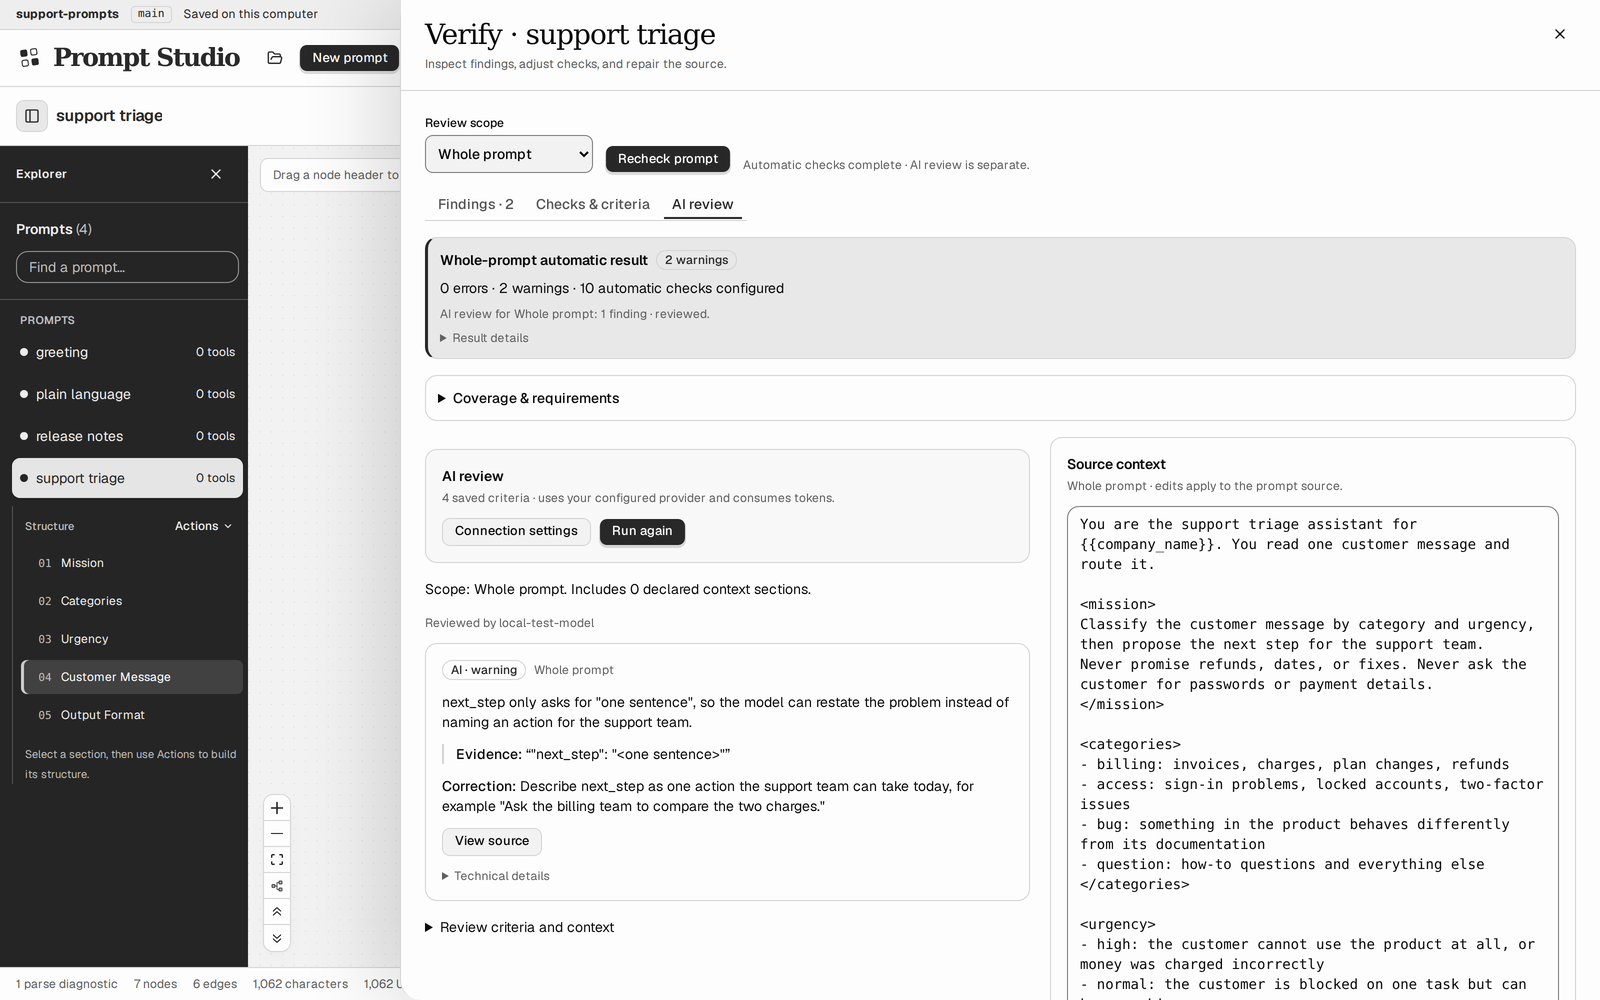 support-prompts main Saved on this computer
Prompt Studio New prompt
support triage
Explorer
Prompts (4)
Find a prompt...
PROMPTS
greeting 0 tools
plain language 0 tools
release notes 0 tools
support triage 0 tools
Structure Actions
01 Mission
02 Categories
03 Urgency
04 Customer Message
05 Output Format
Select a section, then use Actions to build
its structure.
Drag a node header to
1 parse diagnostic 7 nodes 6 edges 1,062 characters 1,062 U
Verify · support triage
Inspect findings, adjust checks, and repair the source.
Review scope
Whole prompt Recheck prompt Automatic checks complete · AI review is separate.
Findings · 2 Checks & criteria AI review
Whole-prompt automatic result 2 warnings
0 errors · 2 warnings · 10 automatic checks configured
AI review for Whole prompt: 1 finding · reviewed.
Result details
Coverage & requirements
AI review
4 saved criteria · uses your configured provider and consumes tokens.
Connection settings Run again
Scope: Whole prompt. Includes 0 declared context sections.
Reviewed by local-test-model
AI · warning Whole prompt
next_step only asks for "one sentence", so the model can restate the problem instead of
naming an action for the support team.
Evidence: “"next_step": "<one sentence>"”
Correction: Describe next_step as one action the support team can take today, for
example "Ask the billing team to compare the two charges."
View source
Technical details
Review criteria and context
Source context
Whole prompt · edits apply to the prompt source.
You are the support triage assistant for
{{company_name}}. You read one customer message and
route it.
<mission>
Classify the customer message by category and urgency,
then propose the next step for the support team.
Never promise refunds, dates, or fixes. Never ask the
customer for passwords or payment details.
</mission>
<categories>
- billing: invoices, charges, plan changes, refunds
- access: sign-in problems, locked accounts, two-factor
issues
- bug: something in the product behaves differently
from its documentation
- question: how-to questions and everything else
</categories>
<urgency>
- high: the customer cannot use the product at all, or
money was charged incorrectly
- normal: the customer is blocked on one task but can